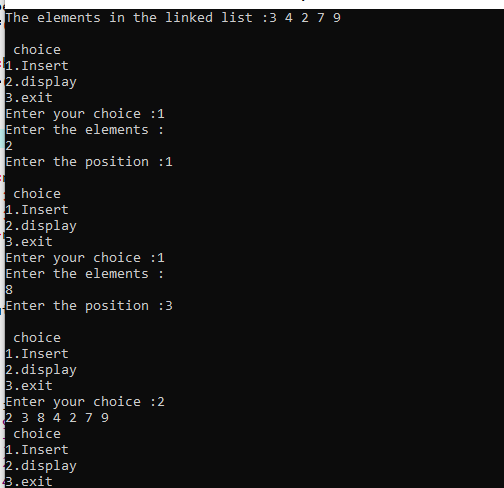 The elements in the linked list :3 4 2 7 9
choice
1.Insert
2.display
3.exit
Enter your choice :1
Enter the elements :
2
Enter the position :1
choice
1.Insert
2.display
3.exit
Enter your choice :1
Enter the elements :
8
Enter the position :3
choice
1.Insert
2.display
3.exit
Enter your choice :2
2 3 8 4 2 7 9
choice
1.Insert
2.display
3.exit